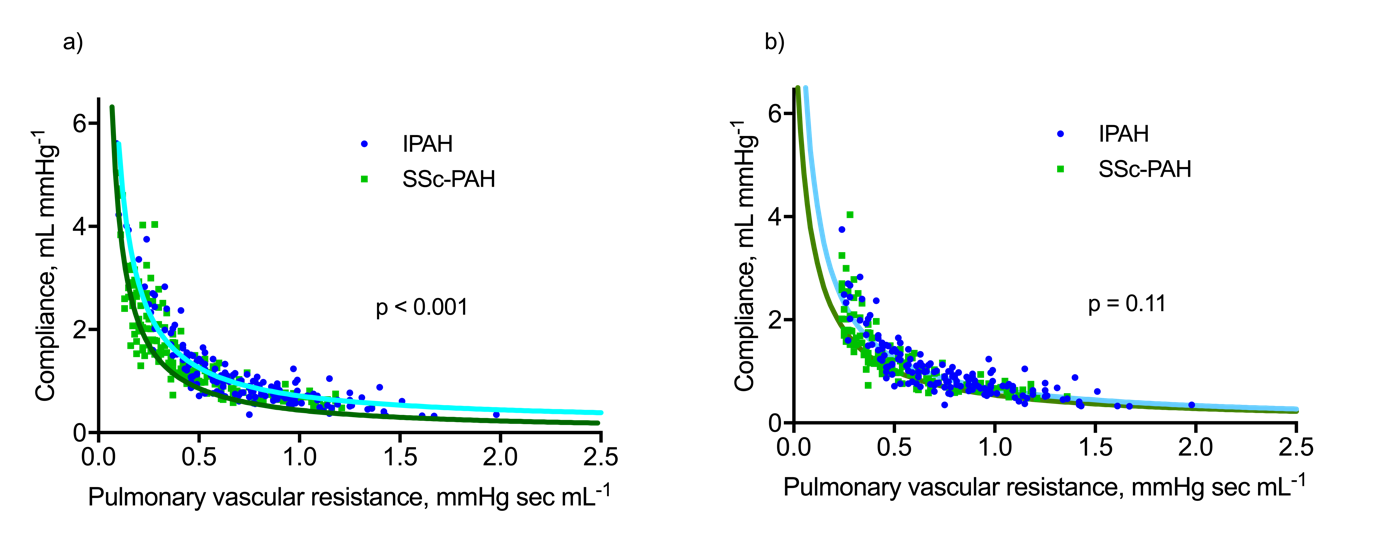 a)
6
4
2
0
Compliance, mL mmHg-1
IPAH
SSc-PAH
p < 0.001
0.0 0.5 1.0 1.5 2.0 2.5
Pulmonary vascular resistance, mmHg sec mL-1
b)
6
4
2
0
Compliance, mL mmHg-1
IPAH
SSc-PAH
p = 0.11
0.0 0.5 1.0 1.5 2.0 2.5
Pulmonary vascular resistance, mmHg sec mL-1